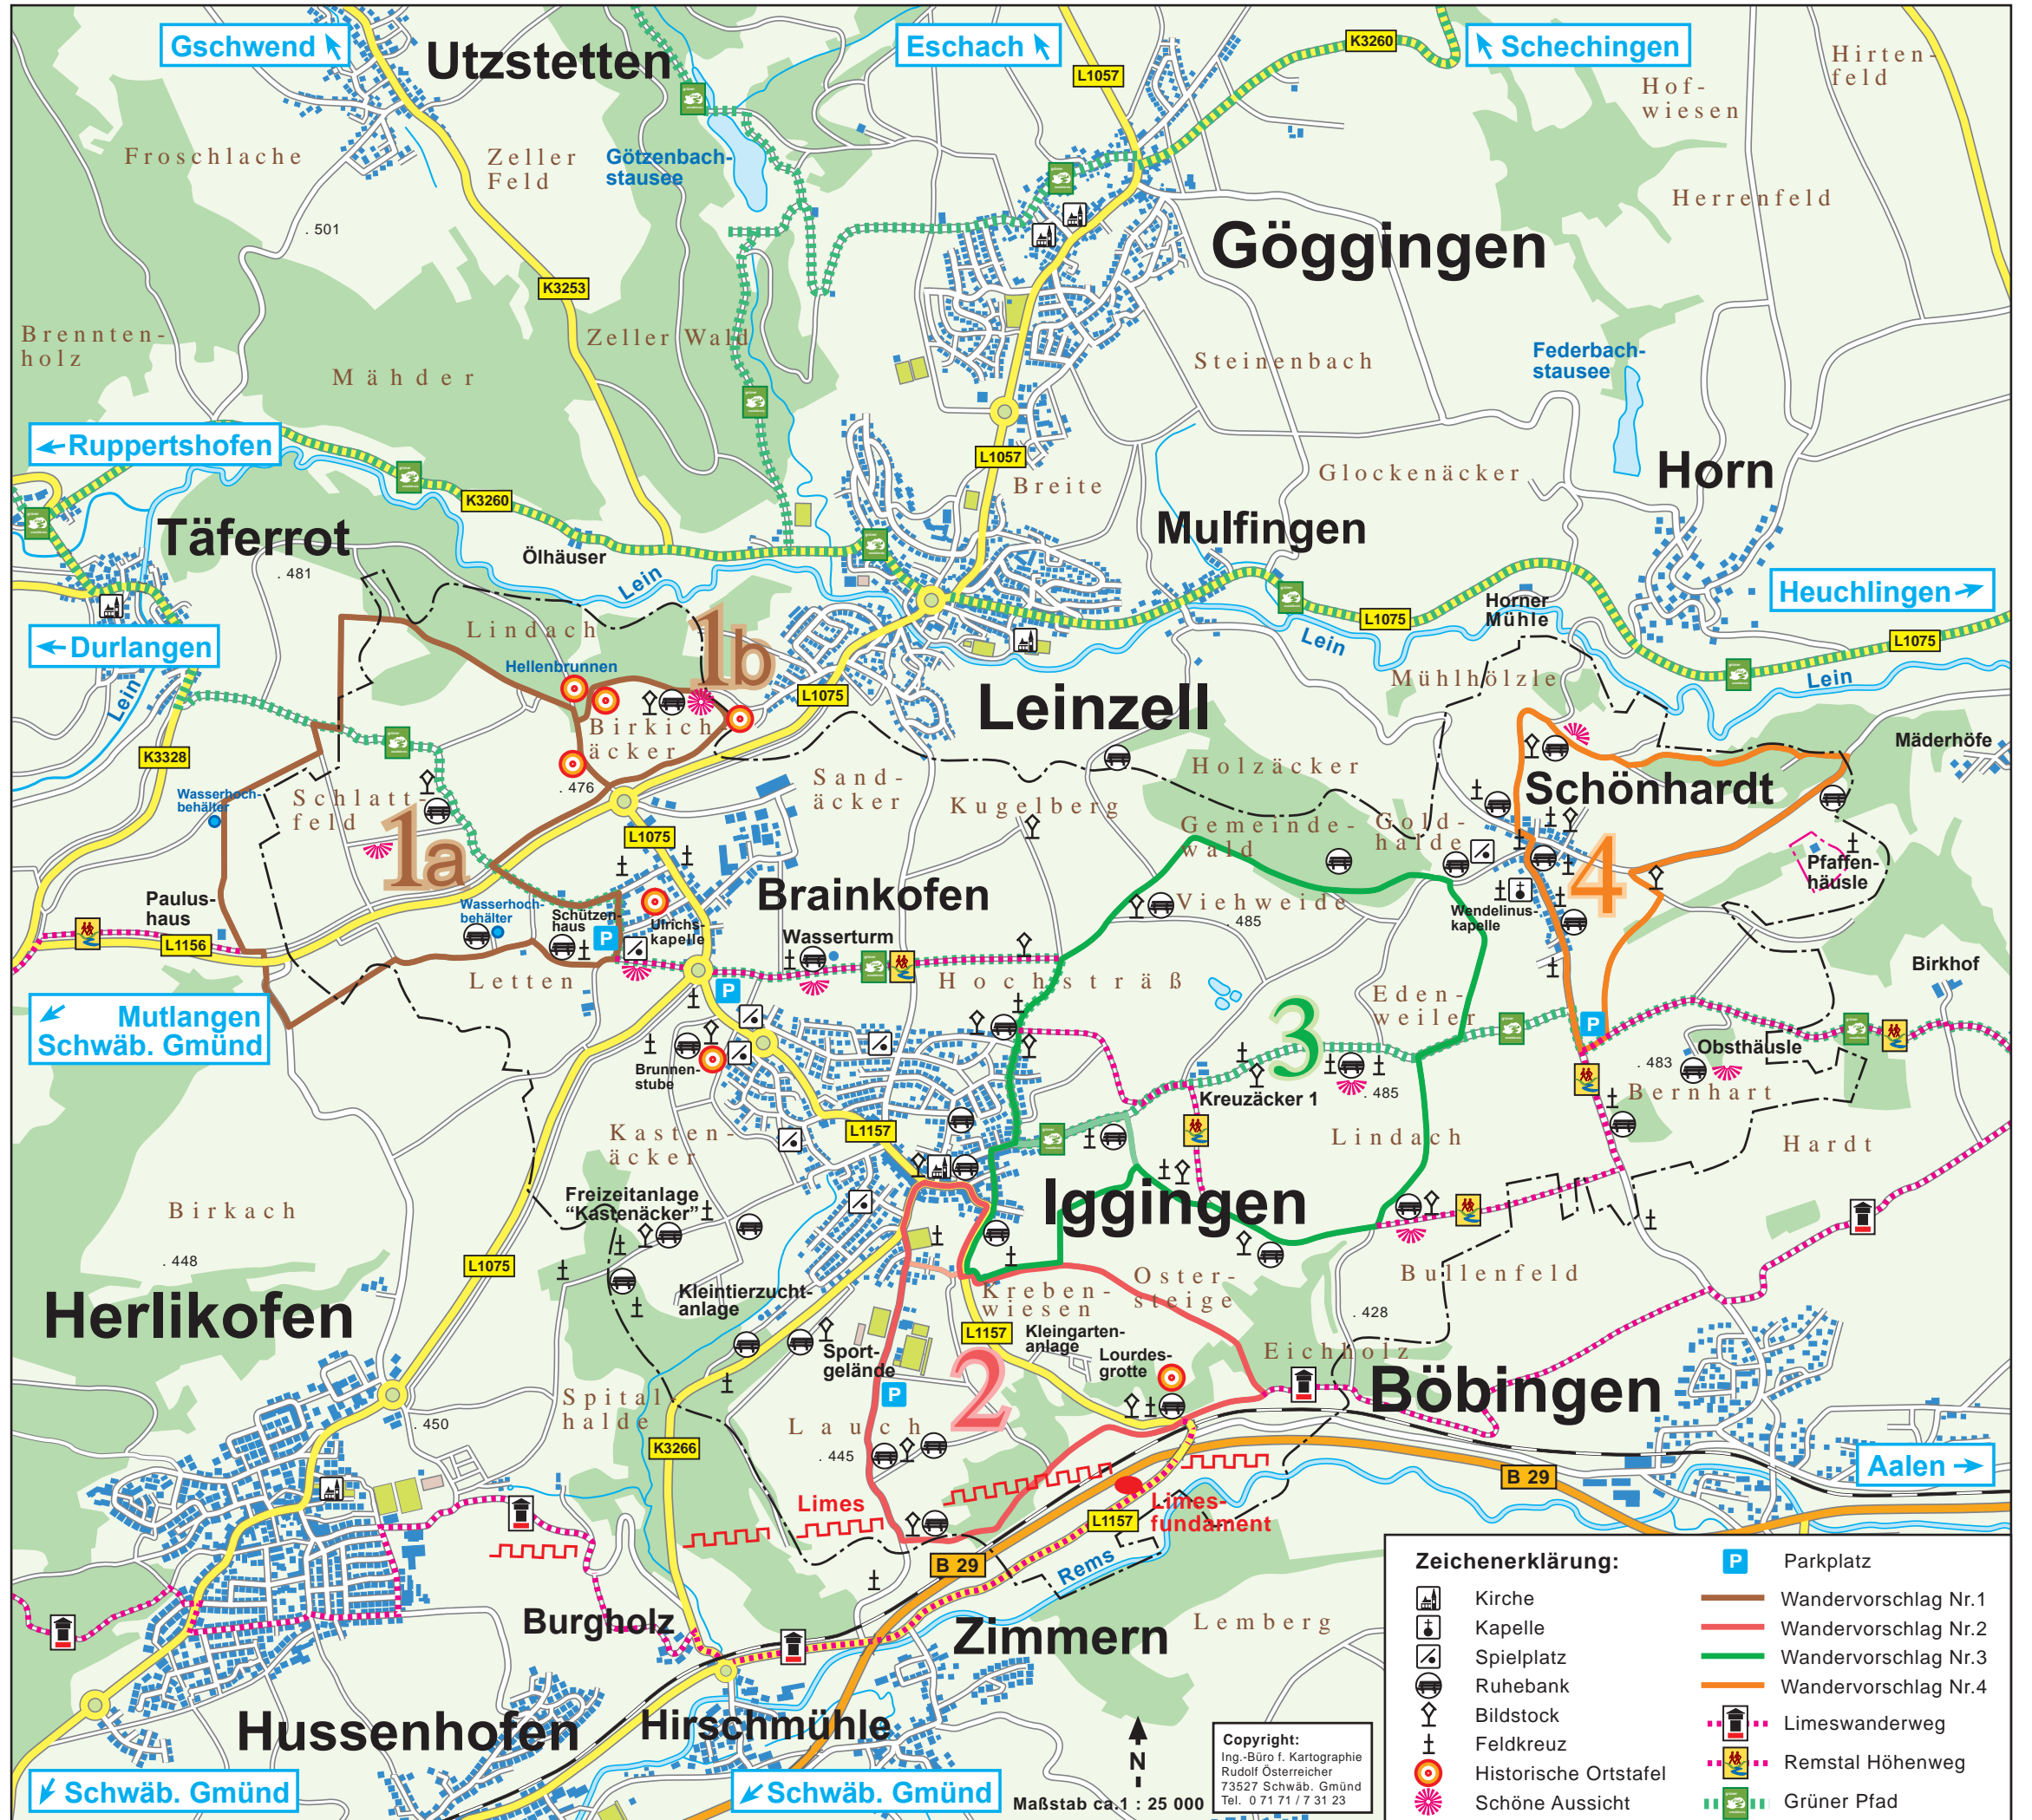 Gschwend
Utzstetten
Eschach
K3260
Schechingen
L1057
Hirten-
feld
Hof-
wiesen
Froschlache
Zeller
Feld
Götzenbach-
stausee
Herrenfeld
. 501
Göggingen
K3253
Brennten-
holz
Zeller Wald
Mähder
Steinenbach
Federbach-
stausee
Ruppertshofen
L1057
Glockenäcker
Horn
Breite
K3260
Täferrot
Ölhäuser
Mulfingen
. 481
Lein
Heuchlingen
Horner
Mühle
L1075
Lein
L1075
Durlangen
Lindach
1b
Hellenbrunnen
Lein
L1075
Leinzell
Mühlhölzle
Lein
Birkich
äcker
K3328
Mäderhöfe
Sand-
äcker
Holzäcker
Schönhardt
. 476
Wasserhoch-
behälter
Schlatt-
feld
Kugelberg
1a
L1075
Gemeinde-
wald
Gold-
halde
4
Pfaffen-
häusle
Paulus-
haus
Brainkofen
Viehweide
Wasserhoch-
behälter
Schützen-
haus
P
Ulrichs-
kapelle
. 485
Wendelinus-
kapelle
L1156
Wasserturm
Letten
Hochsträß
Birkhof
P
Eden-
weiler
Mutlangen
Schwäb. Gmünd
3
P
Obsthäusle
Brunnen-
stube
. 483
Kreuzäcker 1
. 485
Bernhart
Kasten-
äcker
L1157
Lindach
Hardt
Freizeitanlage
"Kastenäcker"
Iggingen
Birkach
. 448
L1075
Oster-
steige
Bullenfeld
Kleintierzucht-
anlage
Kreben-
wiesen
Herlikofen
. 428
L1157
Kleingarten-
anlage
Sport-
gelände
Lourdes-
grotte
Eichholz
2
Böbingen
P
Spital
halde
. 450
Lauch
K3266
. 445
Aalen
B 29
Limes
Limes-
fundament
L1157
B 29
Rems
Burgholz
Zimmern
Lemberg
Hussenhofen
Hirschmühle
Schwäb. Gmünd
Schwäb. Gmünd
N
Maßstab ca.1 : 25 000
Copyright:
Ing.-Büro f. Kartographie
Rudolf Österreicher
73527 Schwäb. Gmünd
Tel. 0 71 71 / 7 31 23
Zeichenerklärung:
Kirche
Kapelle
Spielplatz
Ruhebank
Bildstock
Feldkreuz
Historische Ortstafel
Schöne Aussicht
P Parkplatz
Wandervorschlag Nr.1
Wandervorschlag Nr.2
Wandervorschlag Nr.3
Wandervorschlag Nr.4
Limeswanderweg
Remstal Höhenweg
Grüner Pfad